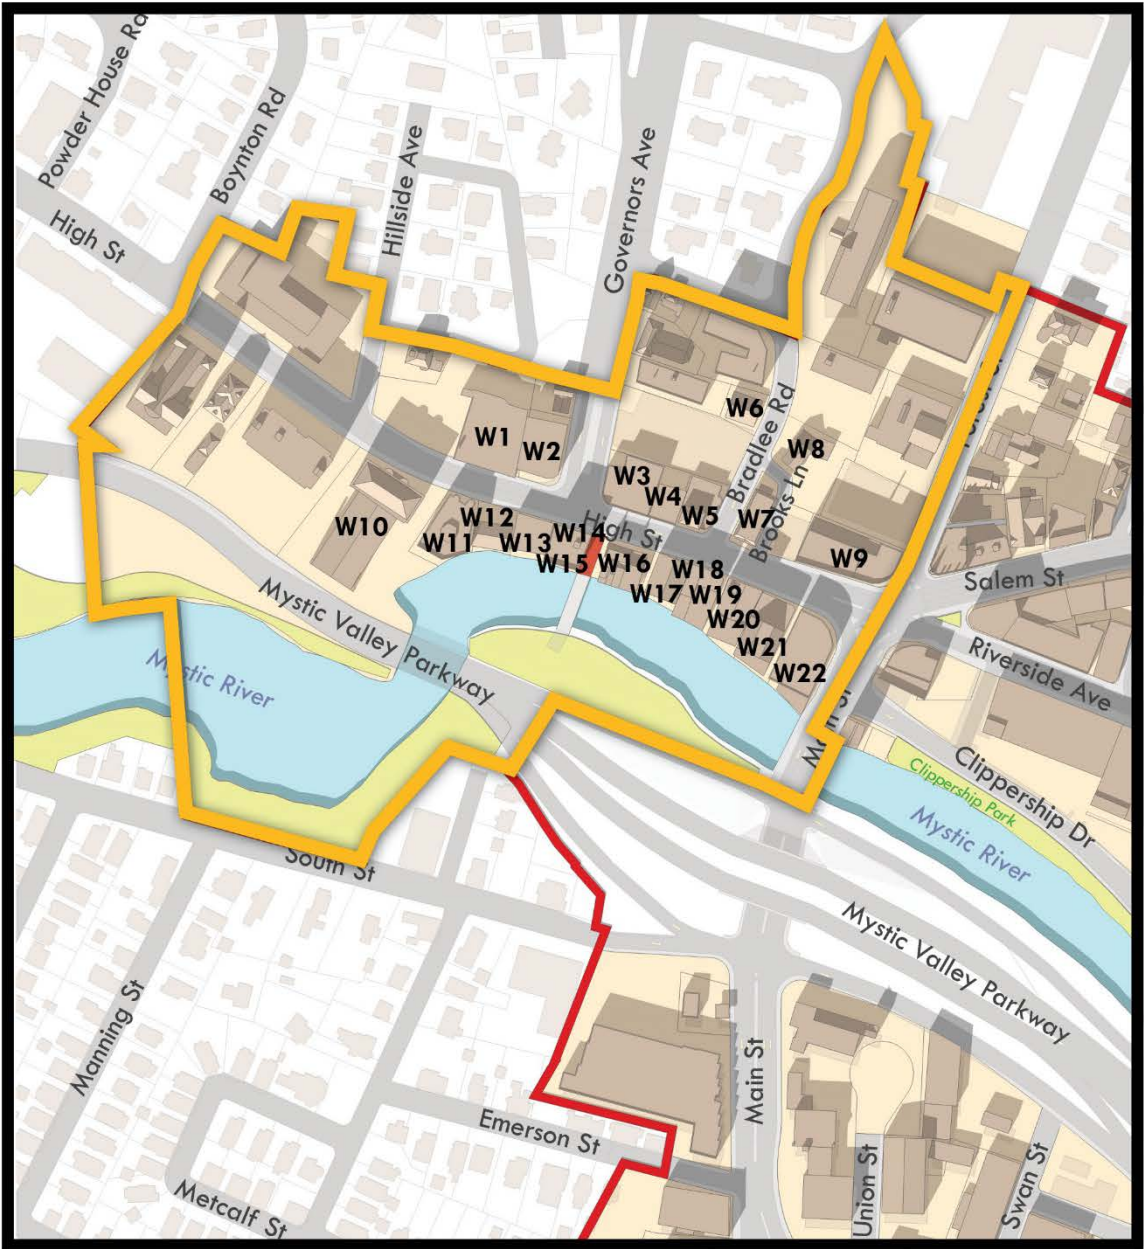 Powder House Rd
Boynton Rd
Hillside Ave
Governors Ave
High St
W1
W2
W3
W4
W5
W6
W7
W8
W9
Bradlee Rd
Brooks Ln
High St
Salem St
Riverside Ave
W10
W11
W12
W13
W14
W15
W16
W17
W18
W19
W20
W21
W22
Mystic Valley Parkway
Mystic River
Main St
Clippership Dr
Clippership Park
Mystic River
South St
Mystic Valley Parkway
Manning St
Main St
Emerson St
Metcalf St
Union St
Swan St